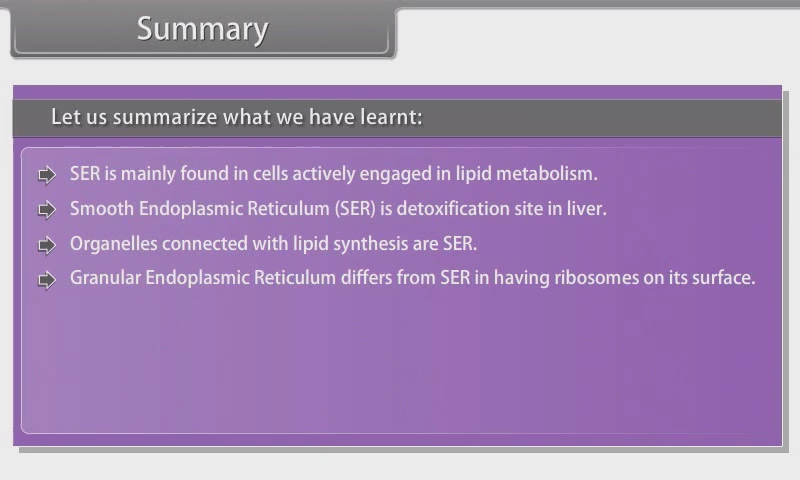 Summary
Let us summarize what we have learnt:
SER is mainly found in cells actively engaged in lipid metabolism.
Smooth Endoplasmic Reticulum (SER) is detoxification site in liver.
Organelles connected with lipid synthesis are SER.
Granular Endoplasmic Reticulum differs from SER in having ribosomes on its surface.